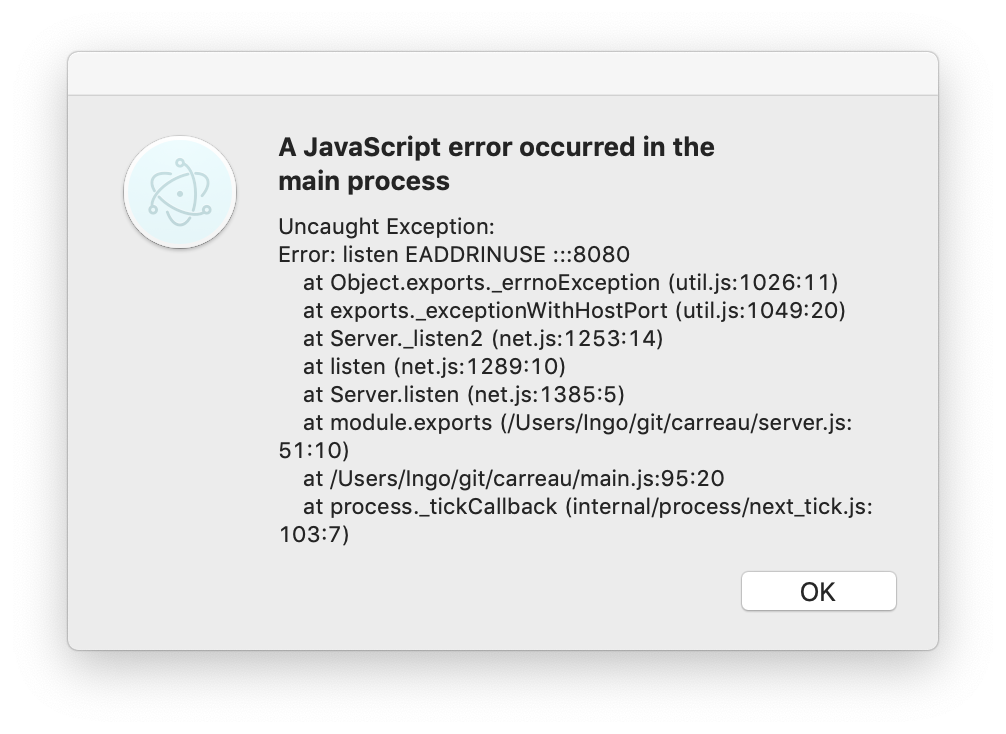 A JavaScript error occurred in the
main process
Uncaught Exception:
Error: listen EADDRINUSE :::8080
    at Object.exports._errnoException (util.js:1026:11)
    at exports._exceptionWithHostPort (util.js:1049:20)
    at Server._listen2 (net.js:1253:14)
    at listen (net.js:1289:10)
    at Server.listen (net.js:1385:5)
    at module.exports (/Users/Ingo/git/carreau/server.js:
51:10)
    at /Users/Ingo/git/carreau/main.js:95:20
    at process._tickCallback (internal/process/next_tick.js:
103:7)
OK